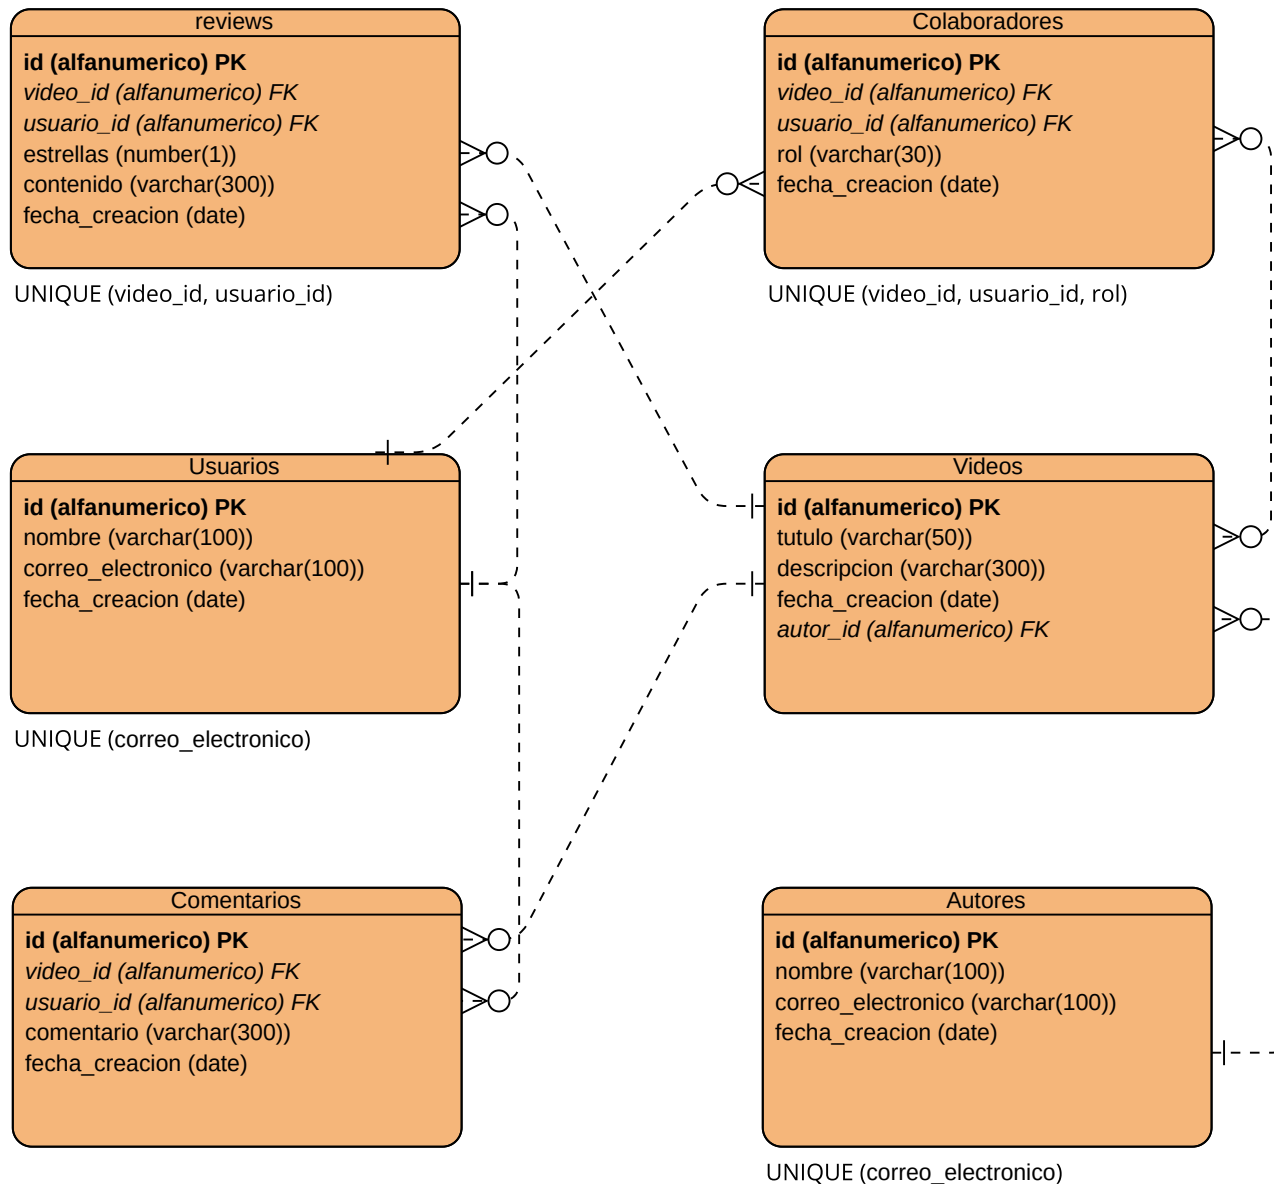 reviews
id (alfanumerico) PK
video_id (alfanumerico) FK
usuario_id (alfanumerico) FK
estrellas (number(1))
contenido (varchar(300))
fecha_creacion (date)
UNIQUE (video_id, usuario_id)
Colaboradores
id (alfanumerico) PK
video_id (alfanumerico) FK
usuario_id (alfanumerico) FK
rol (varchar(30))
fecha_creacion (date)
UNIQUE (video_id, usuario_id, rol)
Usuarios
id (alfanumerico) PK
nombre (varchar(100))
correo_electronico (varchar(100))
fecha_creacion (date)
UNIQUE (correo_electronico)
Videos
id (alfanumerico) PK
tutulo (varchar(50))
descripcion (varchar(300))
fecha_creacion (date)
autor_id (alfanumerico) FK
Comentarios
id (alfanumerico) PK
video_id (alfanumerico) FK
usuario_id (alfanumerico) FK
comentario (varchar(300))
fecha_creacion (date)
Autores
id (alfanumerico) PK
nombre (varchar(100))
correo_electronico (varchar(100))
fecha_creacion (date)
UNIQUE (correo_electronico)